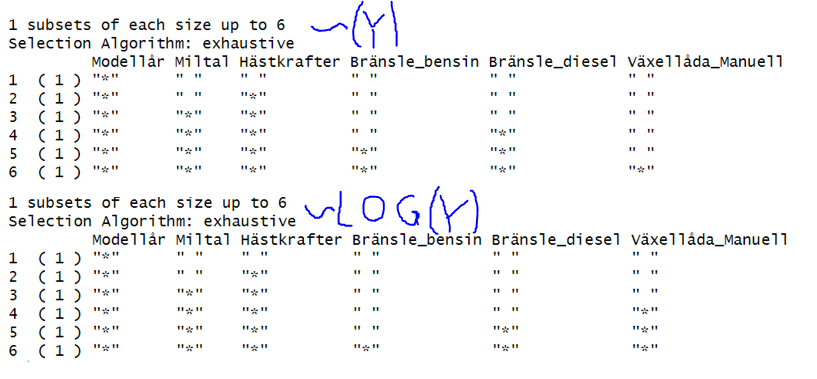 1 subsets of each size up to 6 ~(Y)
Selection Algorithm: exhaustive
Modellår Miltal Hästkrafter Bränsle_bensin Bränsle_diesel Växellåda_Manuell
1 ( 1 ) "*" " " " " " " " " " "
2 ( 1 ) "*" " " "*" " " " " " "
3 ( 1 ) "*" "*" "*" " " " " " "
4 ( 1 ) "*" "*" "*" " " "*" " "
5 ( 1 ) "*" "*" "*" "*" "*" " "
6 ( 1 ) "*" "*" "*" "*" "*" "*"
1 subsets of each size up to 6
Selection Algorithm: exhaustive ~LOG(Y)
Modellår Miltal Hästkrafter Bränsle_bensin Bränsle_diesel Växellåda_Manuell
1 ( 1 ) "*" " " " " " " " " " "
2 ( 1 ) "*" " " "*" " " " " " "
3 ( 1 ) "*" "*" "*" " " " " " "
4 ( 1 ) "*" "*" "*" " " " " "*"
5 ( 1 ) "*" "*" "*" " " "*" "*"
6 ( 1 ) "*" "*" "*" "*" "*" "*"